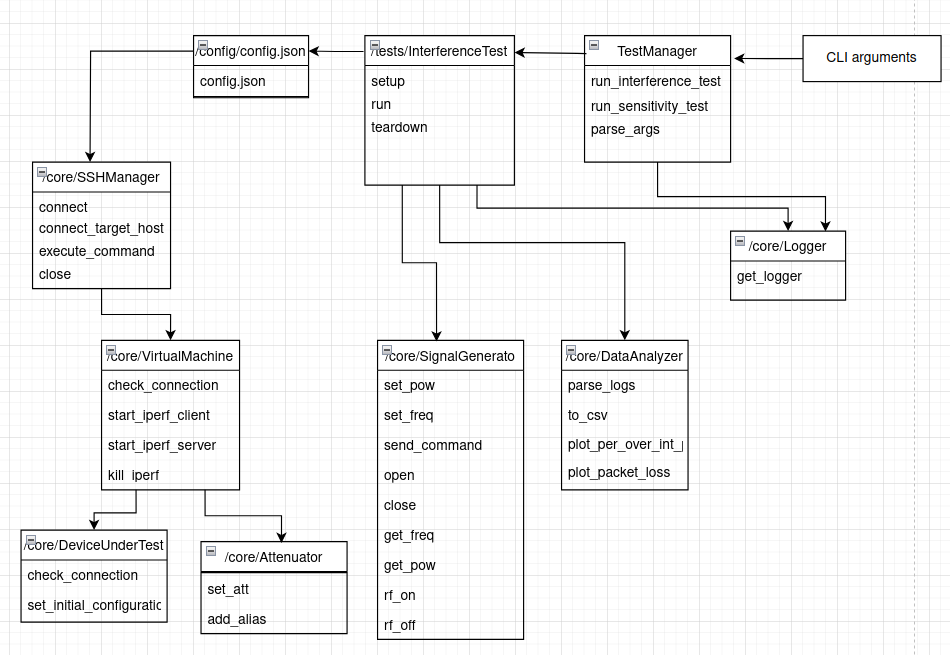 /config/config.json
config.json
/tests/InterferenceTest
setup
run
teardown
TestManager
run_interference_test
run_sensitivity_test
parse_args
CLI arguments
/core/SSHManager
connect
connect_target_host
execute_command
close
/core/Logger
get_logger
/core/VirtualMachine
check_connection
start_iperf_client
start_iperf_server
kill_iperf
/core/SignalGenerato
set_pow
set_freq
send_command
open
close
get_freq
get_pow
rf_on
rf_off
/core/DataAnalyzer
parse_logs
to_csv
plot_per_over_int_
plot_packet_loss
/core/DeviceUnderTest
check_connection
set_initial_configuratic
/core/Attenuator
set_att
add_alias